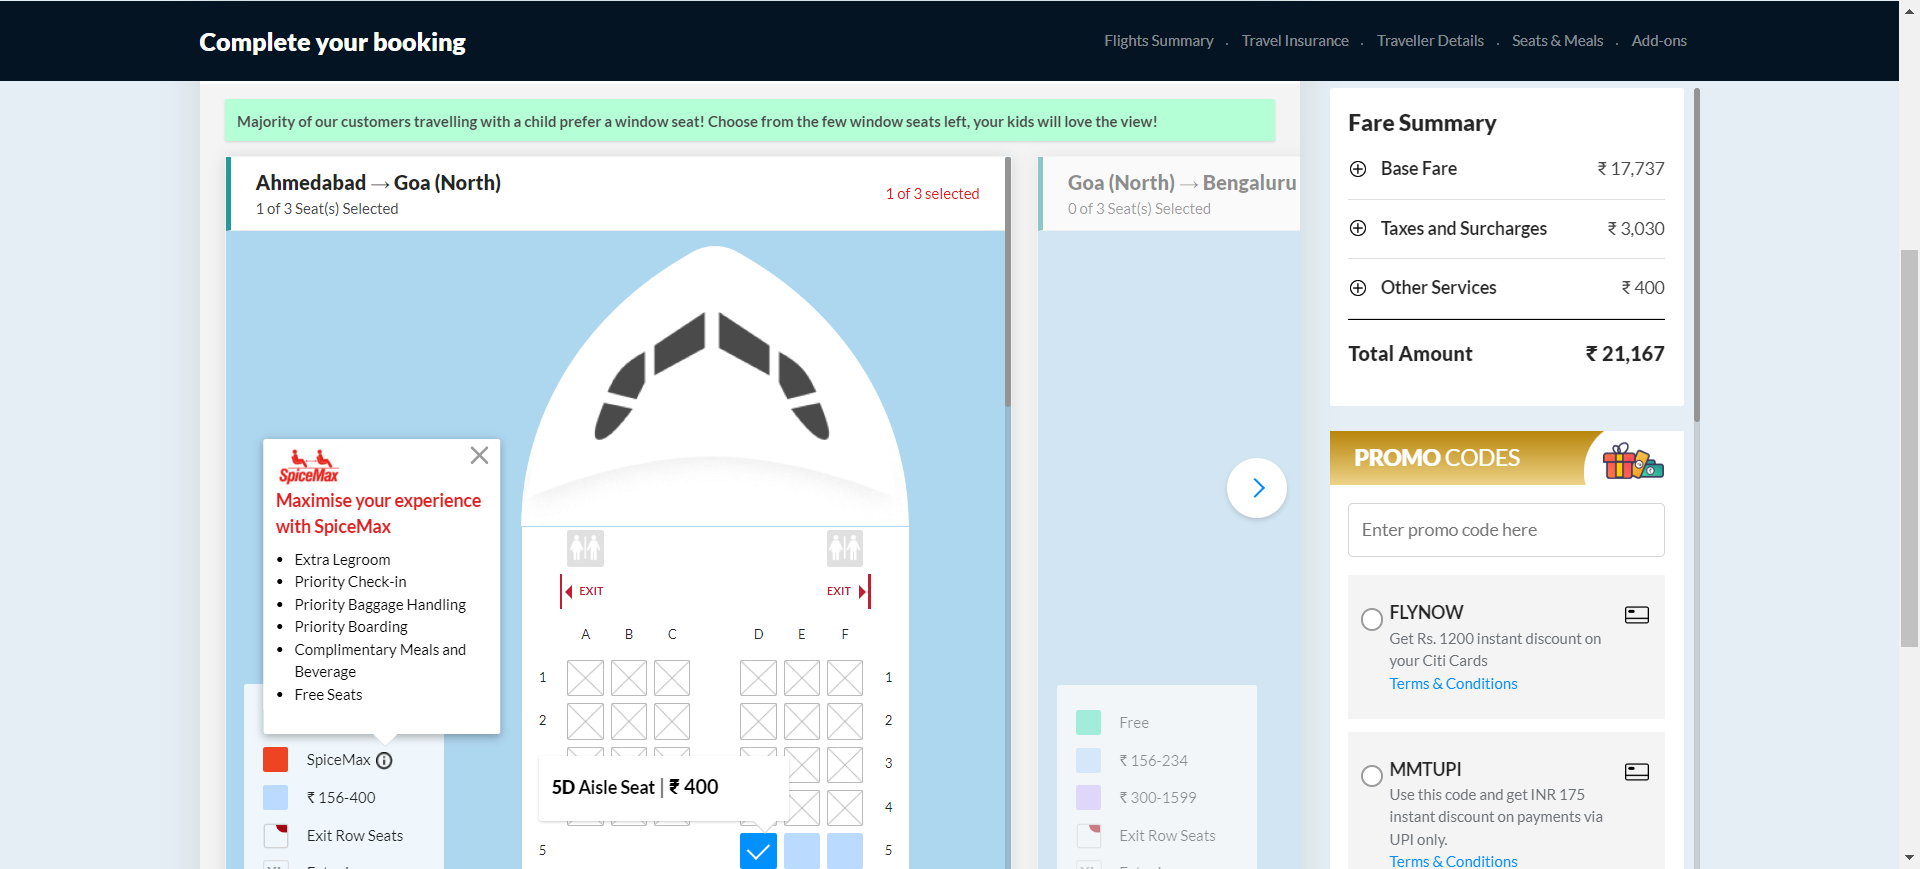 Complete your booking
Flights Summary . Travel Insurance . Traveller Details . Seats & Meals . Add-ons
Majority of our customers travelling with a child prefer a window seat! Choose from the few window seats left, your kids will love the view!
Ahmedabad → Goa (North)
1 of 3 Seat(s) Selected
1 of 3 selected
Goa (North) → Bengaluru
0 of 3 Seat(s) Selected
SpiceMax
Maximise your experience
with SpiceMax
• Extra Legroom
• Priority Check-in
• Priority Baggage Handling
• Priority Boarding
• Complimentary Meals and
Beverage
• Free Seats
SpiceMax
₹ 156-400
Exit Row Seats
EXIT EXIT
A B C D E F
1 1
2 2
3
4
5D Aisle Seat | ₹ 400
5 5
Free
₹ 156-234
₹ 300-1599
Exit Row Seats
Fare Summary
Base Fare ₹ 17,737
Taxes and Surcharges ₹ 3,030
Other Services ₹ 400
Total Amount ₹ 21,167
PROMO CODES
Enter promo code here
FLYNOW
Get Rs. 1200 instant discount on
your Citi Cards
Terms & Conditions
MMTUPI
Use this code and get INR 175
instant discount on payments via
UPI only.
Terms & Conditions